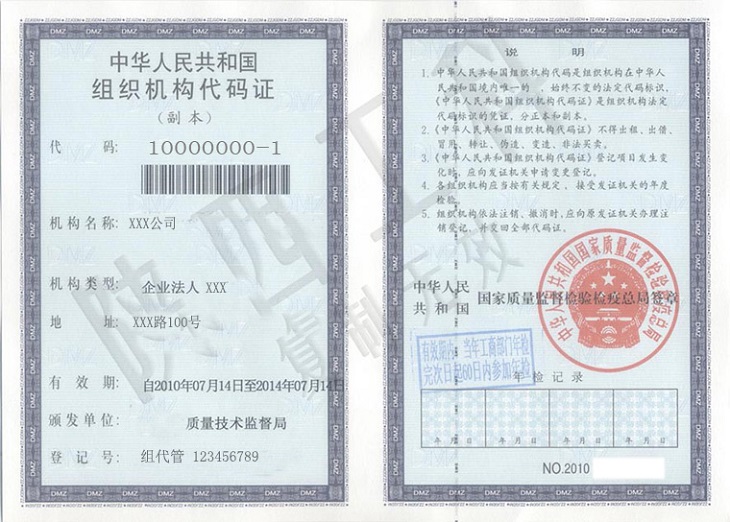 中华人民共和国
组织机构代码证
（副本）
代 码: 10000000-1
机构名称: XXX公司
机构类型: 企业法人 XXX
地 址: XXX路100号
有 效 期: 自2010年07月14日至2014年07月14日
颁发单位: 质量技术监督局
登 记 号: 组代管 123456789
说 明
1. 中华人民共和国组织机构代码是组织机构在中华人
民共和国境内唯一的、始终不变的法定代码标识，
《中华人民共和国组织机构代码证》是组织机构法定
代码标识的凭证，分正本和副本。
2.《中华人民共和国组织机构代码证》不得出租、出借、
冒用、转让、伪造、变造、非法买卖。
3.《中华人民共和国组织机构代码证》登记项目发生变
化时，应向发证机关申请变更登记。
4. 各组织机构应当按有关规定，接受发证机关的年度
检验。
5. 组织机构依法注销、撤消时，应向原发证机关办理注
销登记，并交回全部代码证。
中华人民共和国国家质量监督检验检疫总局
中华人民
共 和 国 国家质量监督检验检疫总局签章
有效期内，当年工商部门年检
完次日起60日内参加年检
年 检 记 录
年 月 日 年 月 日 年 月 日 年 月 日
NO.2010
陕西工
复制无效
DMZ